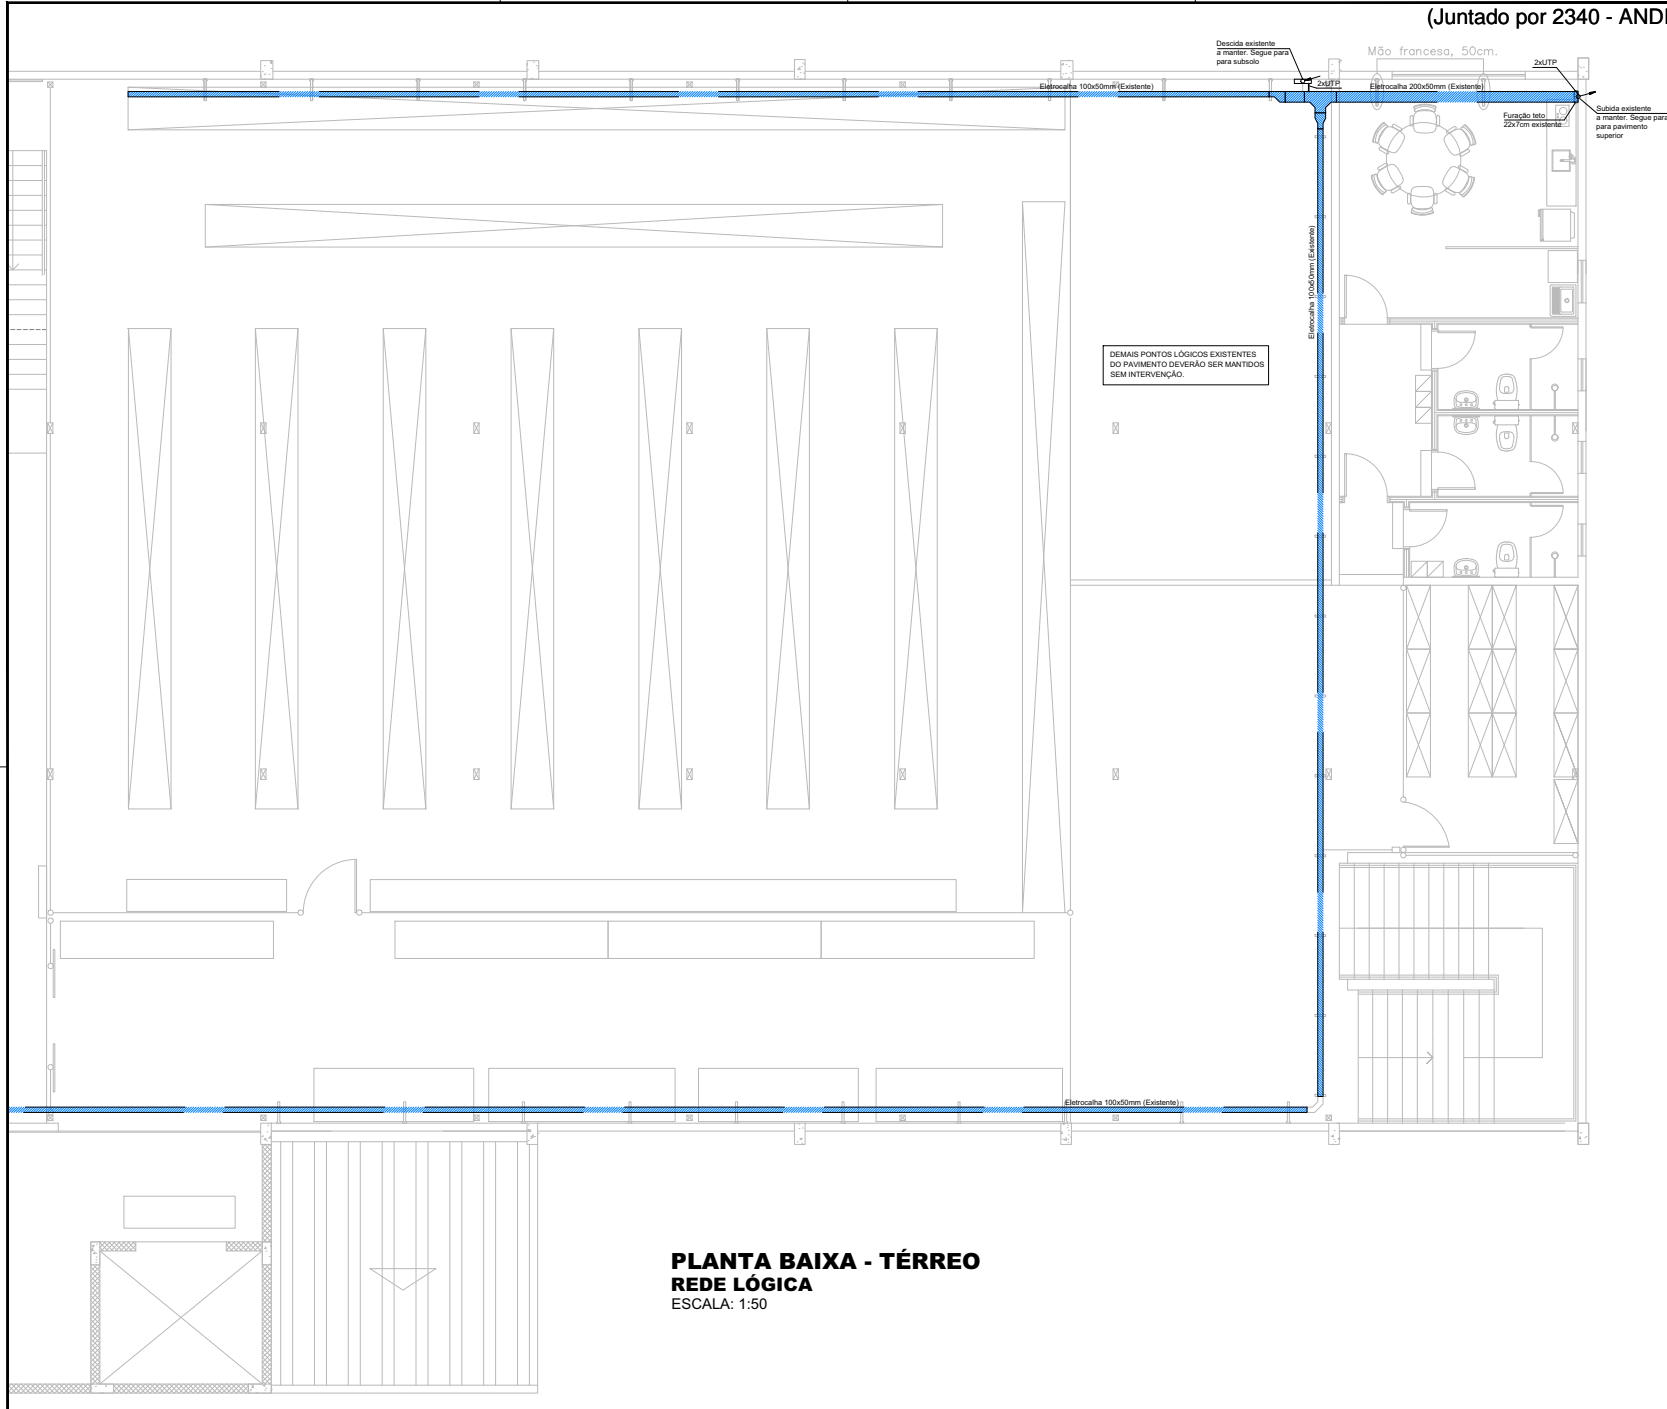 (Juntado por 2340 - ANDI
Descida existente
a manter. Segue para
para subsolo
Mão francesa, 50cm.
2xUTP
2xUTP
Eletrocalha 100x50mm (Existente)
Eletrocalha 200x50mm (Existente)
Furação teto
22x7cm existente
Subida existente
a manter. Segue para
para pavimento
superior
Eletrocalha 100x50mm (Existente)
DEMAIS PONTOS LÓGICOS EXISTENTES
DO PAVIMENTO DEVERÃO SER MANTIDOS
SEM INTERVENÇÃO.
Eletrocalha 100x50mm (Existente)
PLANTA BAIXA - TÉRREO
REDE LÓGICA
ESCALA: 1:50